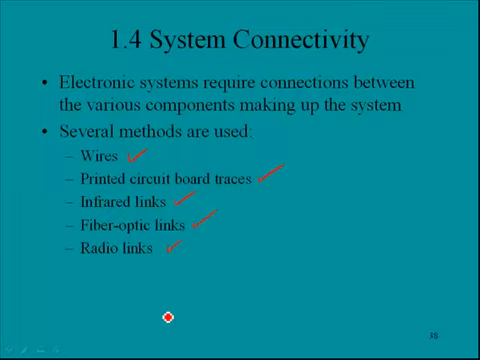 1.4 System Connectivity
• Electronic systems require connections between
the various components making up the system
• Several methods are used:
– Wires
– Printed circuit board traces
– Infrared links
– Fiber-optic links
– Radio links
38